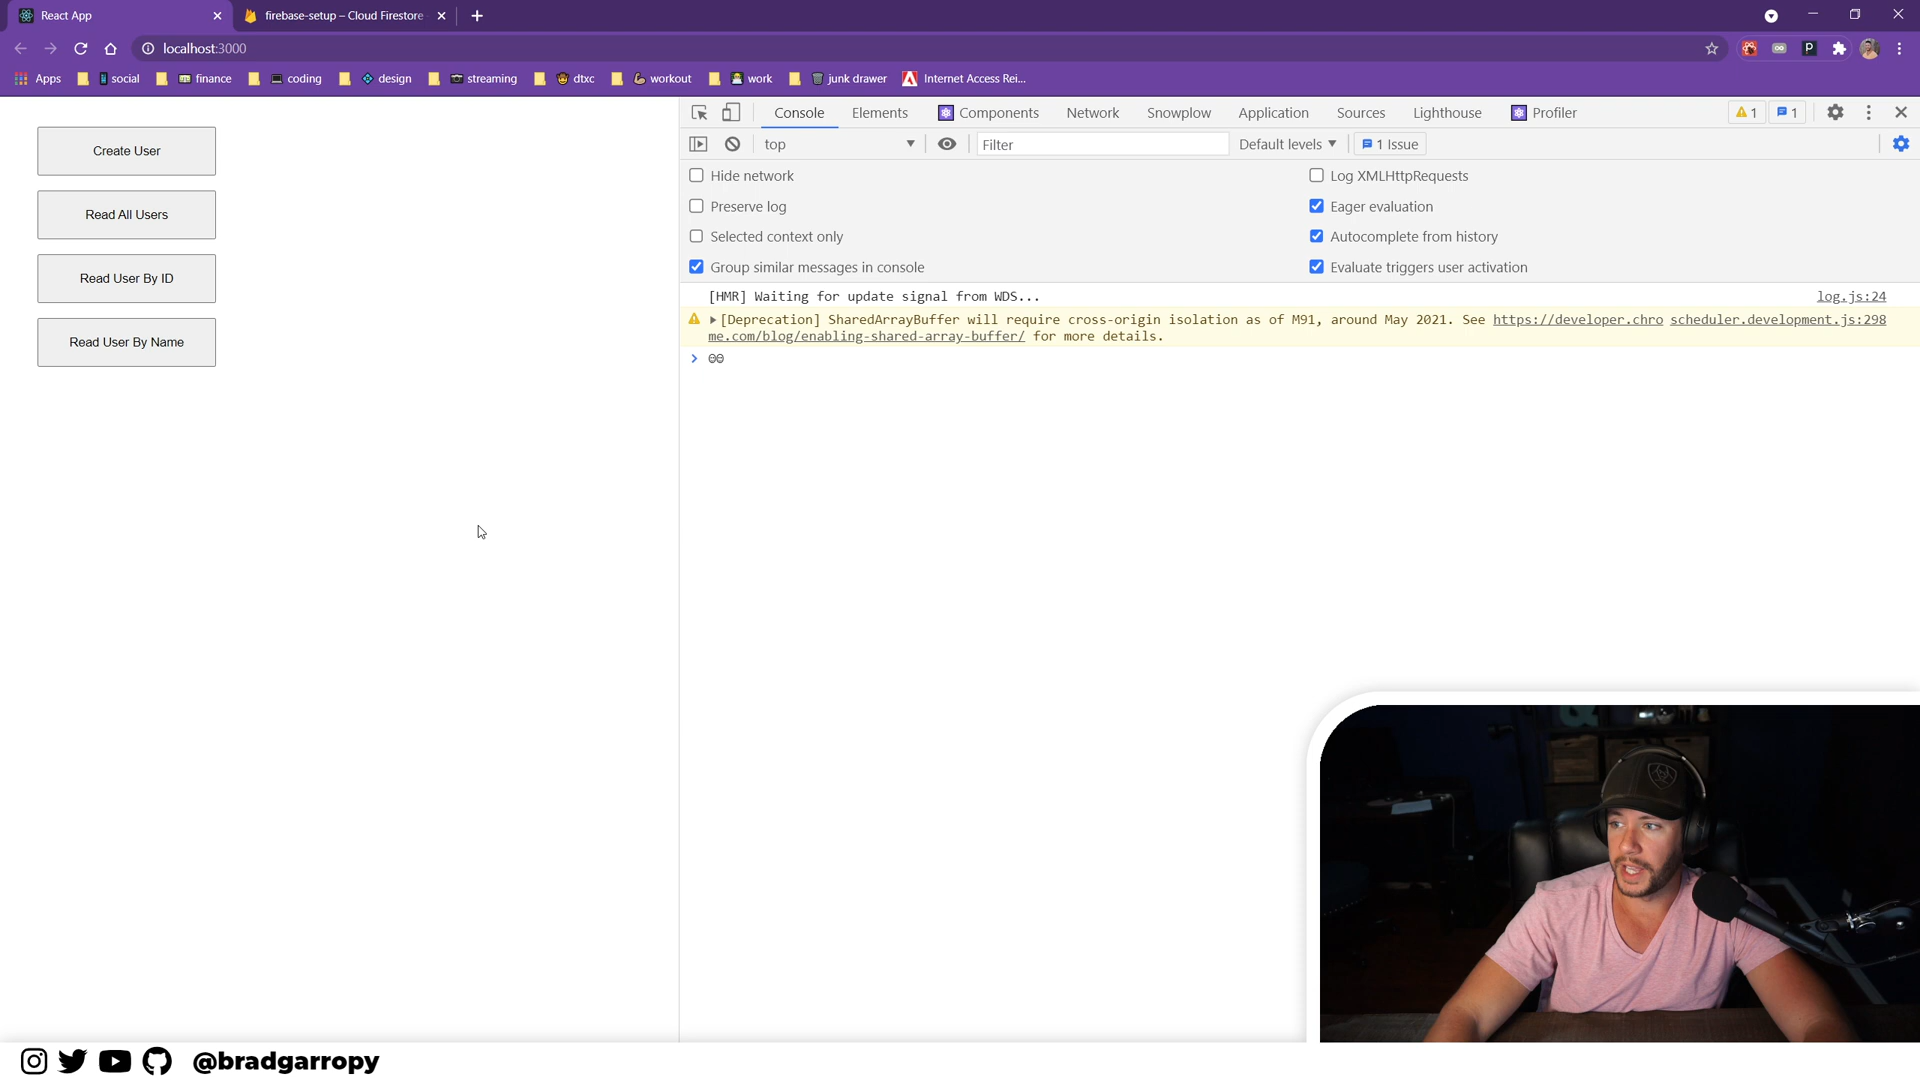 React App
firebase-setup – Cloud Firestore
localhost:3000
Apps social finance coding design streaming dtxc workout work junk drawer Internet Access Rei...
Create User
Read All Users
Read User By ID
Read User By Name
Console Elements Components Network Snowplow Application Sources Lighthouse Profiler 1 1
top Filter Default levels 1 Issue
Hide network
Log XMLHttpRequests
Preserve log
Eager evaluation
Selected context only
Autocomplete from history
Group similar messages in console
Evaluate triggers user activation
[HMR] Waiting for update signal from WDS... log.js:24
[Deprecation] SharedArrayBuffer will require cross-origin isolation as of M91, around May 2021. See https://developer.chro scheduler.development.js:298
me.com/blog/enabling-shared-array-buffer/ for more details.
@bradgarropy